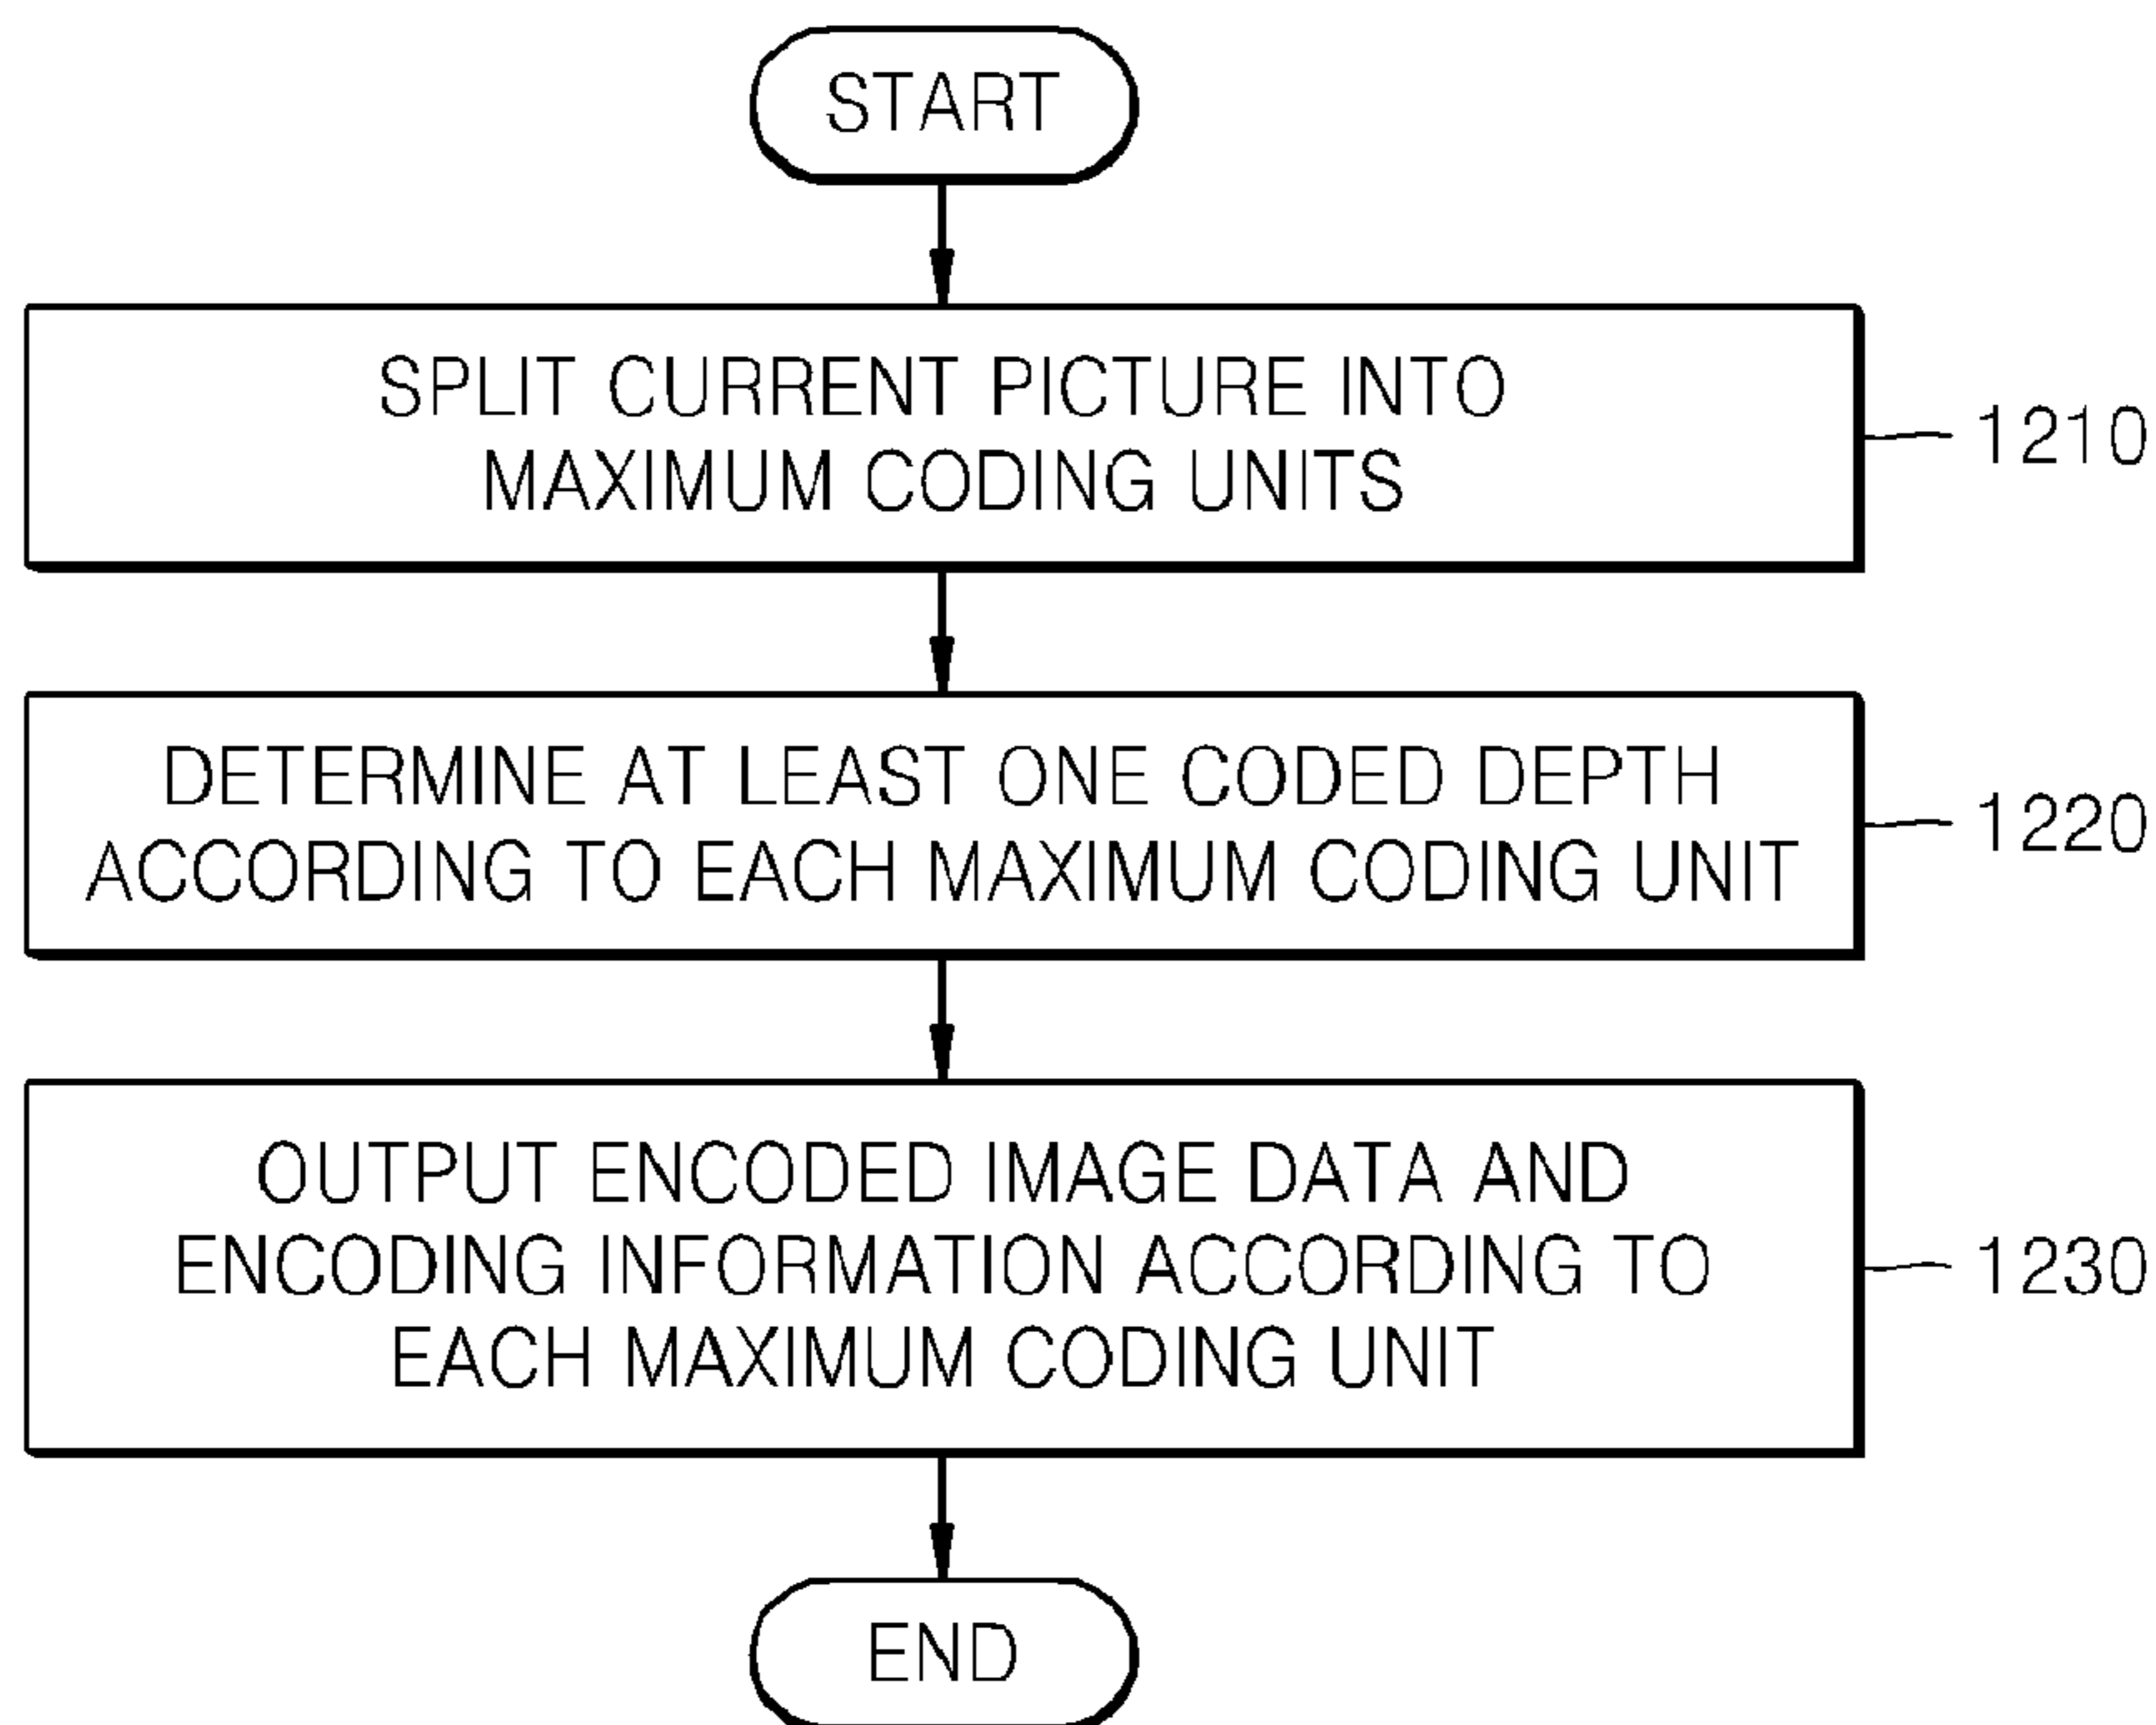 START
SPLIT CURRENT PICTURE INTO
MAXIMUM CODING UNITS
1210
DETERMINE AT LEAST ONE CODED DEPTH
ACCORDING TO EACH MAXIMUM CODING UNIT
1220
OUTPUT ENCODED IMAGE DATA AND
ENCODING INFORMATION ACCORDING TO
EACH MAXIMUM CODING UNIT
1230
END